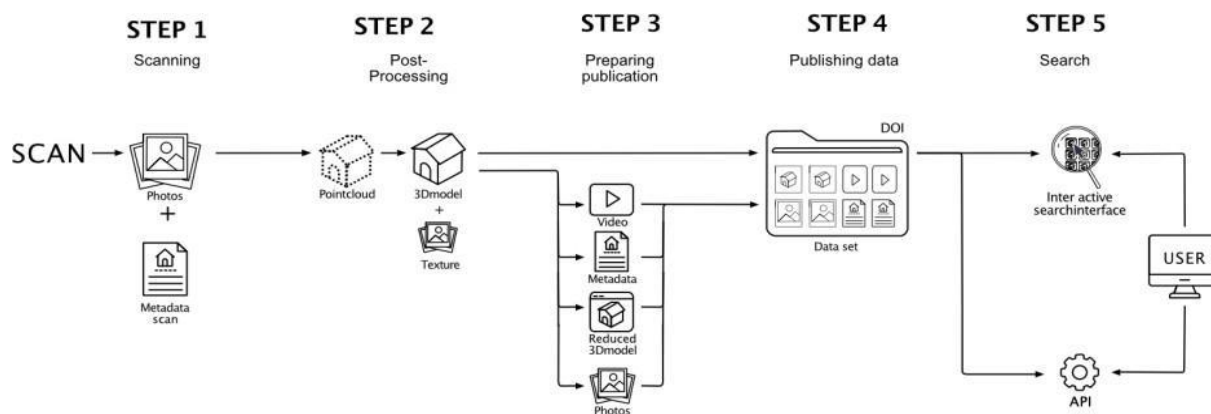 STEP 1
Scanning
STEP 2
Post-
Processing
STEP 3
Preparing
publication
STEP 4
Publishing data
STEP 5
Search
SCAN
Photos
+
Metadata
scan
Pointcloud
3Dmodel
+
Texture
Video
Metadata
Reduced
3Dmodel
Photos
DOI
Data set
Inter active
searchinterface
USER
API